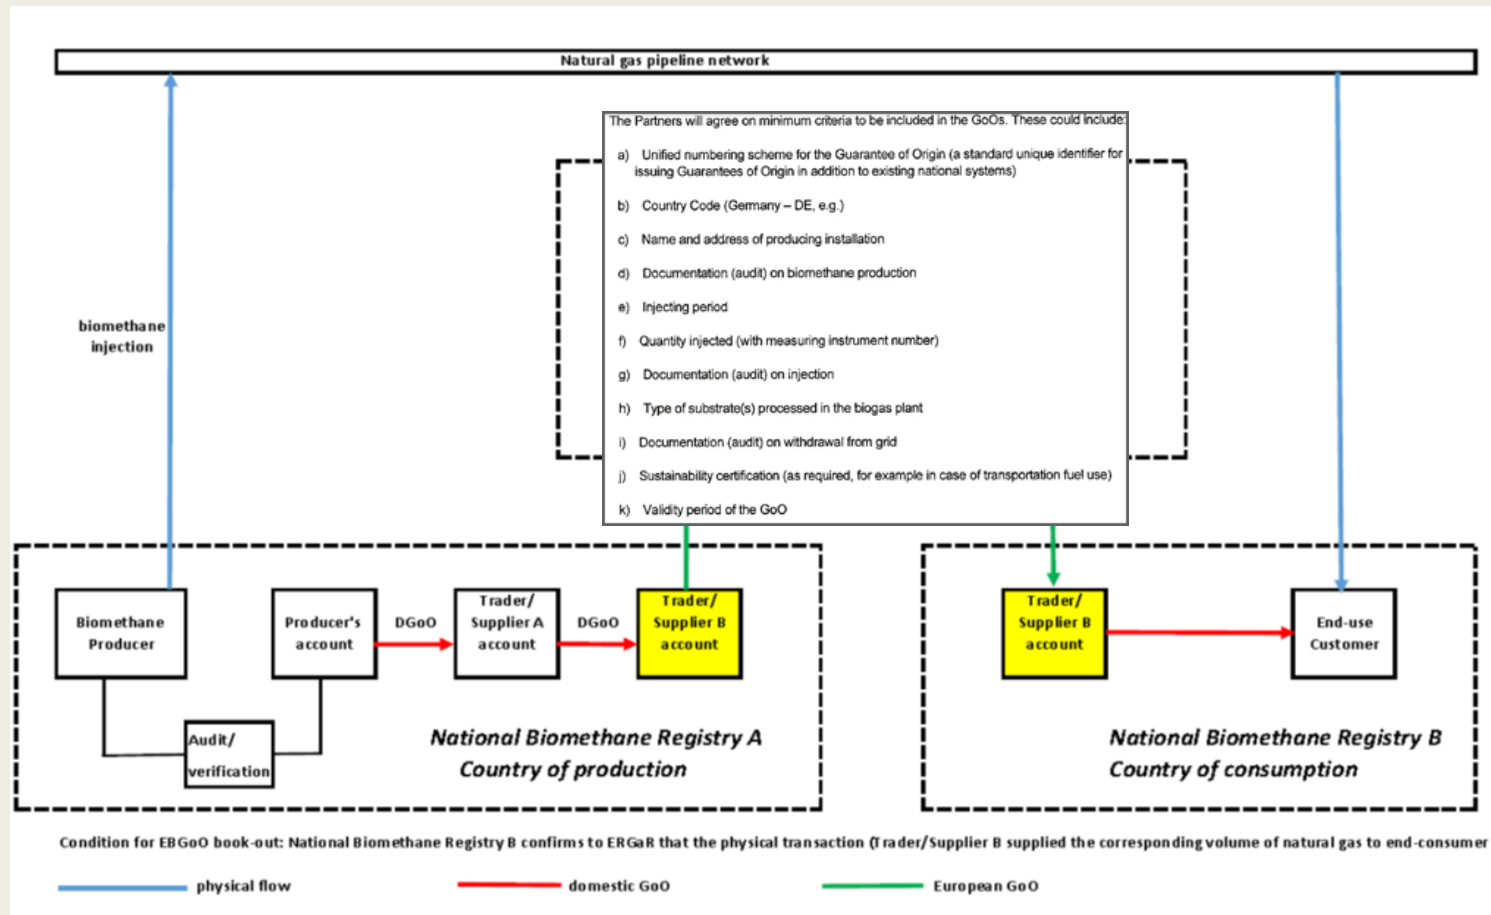 Natural gas pipeline network
The Partners will agree on minimum criteria to be included in the GoOs. These could include:
a) Unified numbering scheme for the Guarantee of Origin (a standard unique identifier for
issuing Guarantees of Origin in addition to existing national systems)
b) Country Code (Germany – DE, e.g.)
c) Name and address of producing installation
d) Documentation (audit) on biomethane production
e) Injecting period
f) Quantity injected (with measuring instrument number)
g) Documentation (audit) on injection
h) Type of substrate(s) processed in the biogas plant
i) Documentation (audit) on withdrawal from grid
j) Sustainability certification (as required, for example in case of transportation fuel use)
k) Validity period of the GoO
biomethane
injection
Biomethane
Producer
Producer's
account
DGoO
Trader/
Supplier A
account
DGoO
Trader/
Supplier B
account
Trader/
Supplier B
account
End-use
Customer
Audit/
verification
National Biomethane Registry A
Country of production
National Biomethane Registry B
Country of consumption
Condition for EBGoO book-out: National Biomethane Registry B confirms to ERGaR that the physical transaction (Trader/Supplier B supplied the corresponding volume of natural gas to end-consumer
physical flow
domestic GoO
European GoO